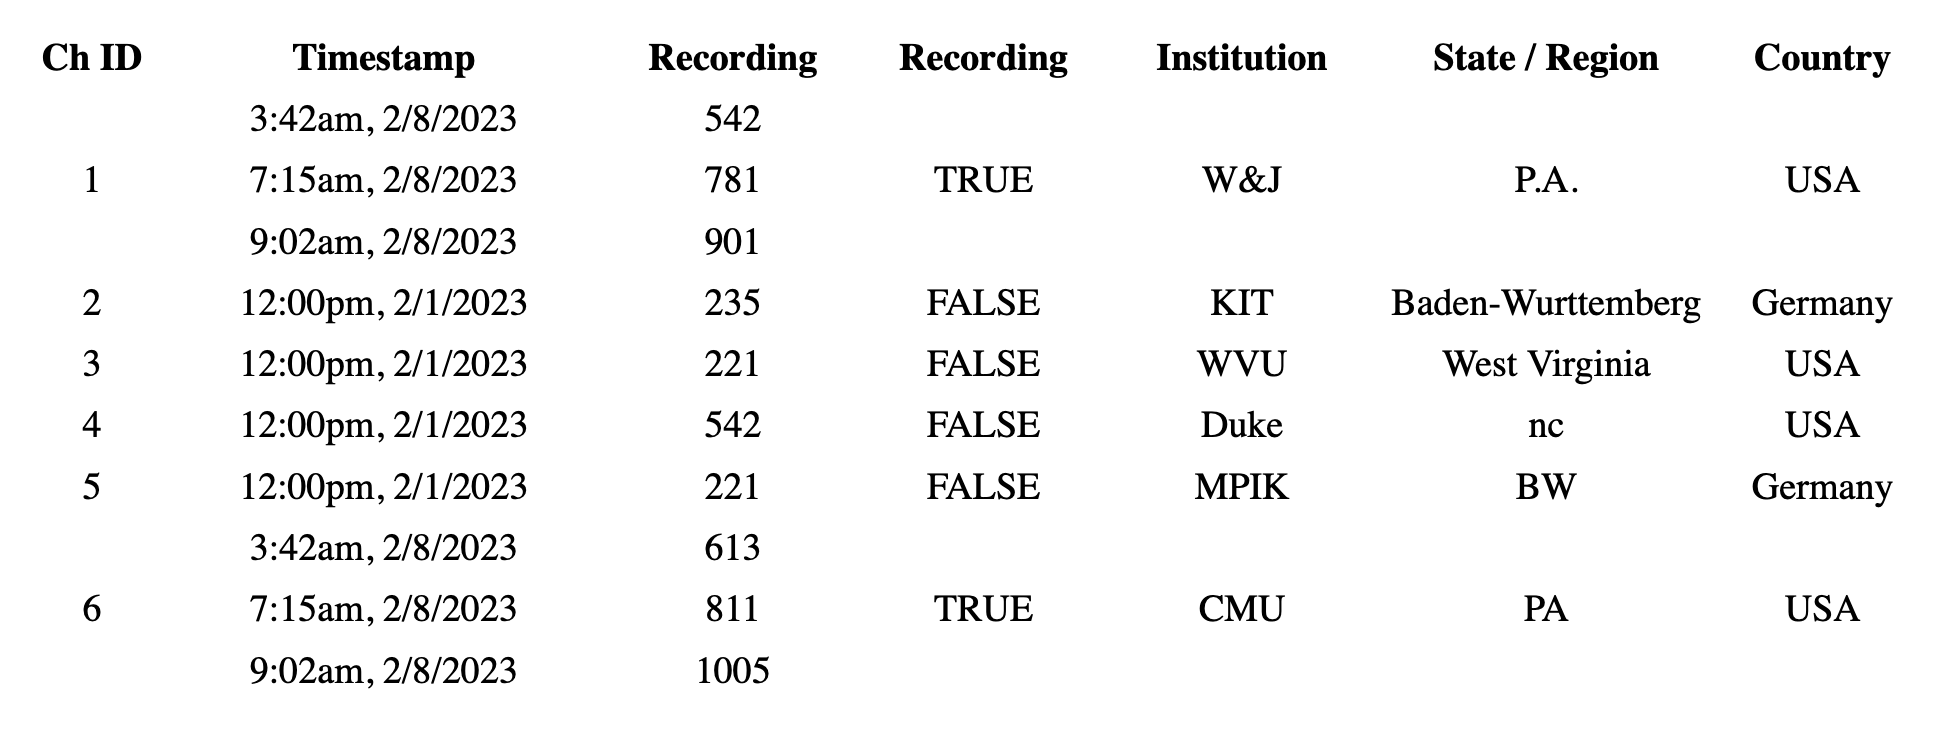 Ch ID Timestamp Recording Recording Institution State / Region Country
3:42am, 2/8/2023 542
1 7:15am, 2/8/2023 781 TRUE W&J P.A. USA
9:02am, 2/8/2023 901
2 12:00pm, 2/1/2023 235 FALSE KIT Baden-Wurttemberg Germany
3 12:00pm, 2/1/2023 221 FALSE WVU West Virginia USA
4 12:00pm, 2/1/2023 542 FALSE Duke nc USA
5 12:00pm, 2/1/2023 221 FALSE MPIK BW Germany
3:42am, 2/8/2023 613
6 7:15am, 2/8/2023 811 TRUE CMU PA USA
9:02am, 2/8/2023 1005